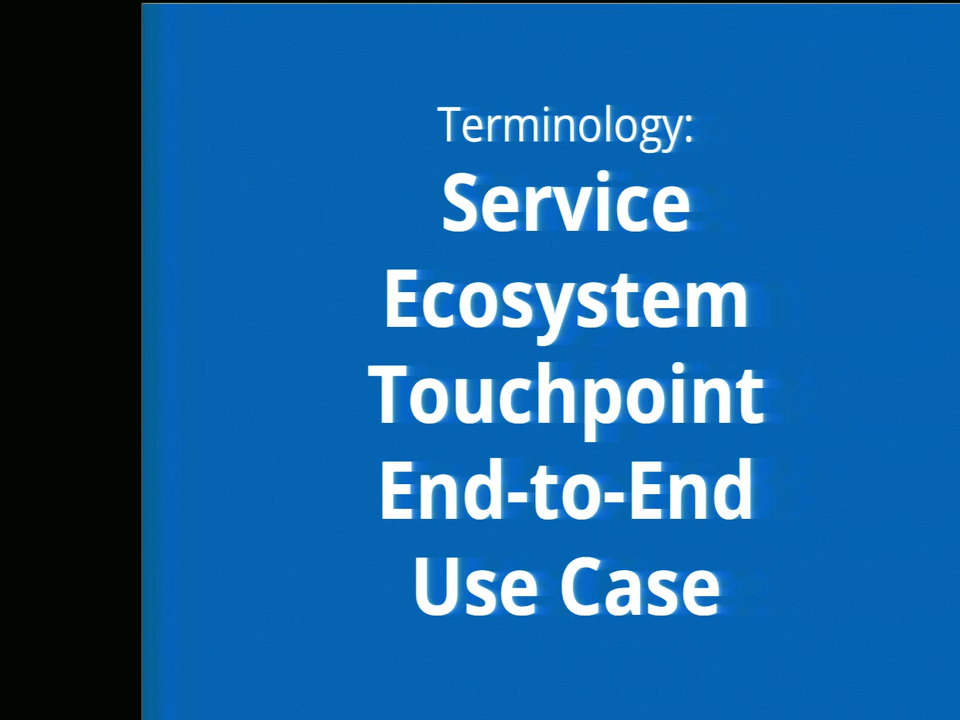 Terminology:
Service
Ecosystem
Touchpoint
End-to-End
Use Case